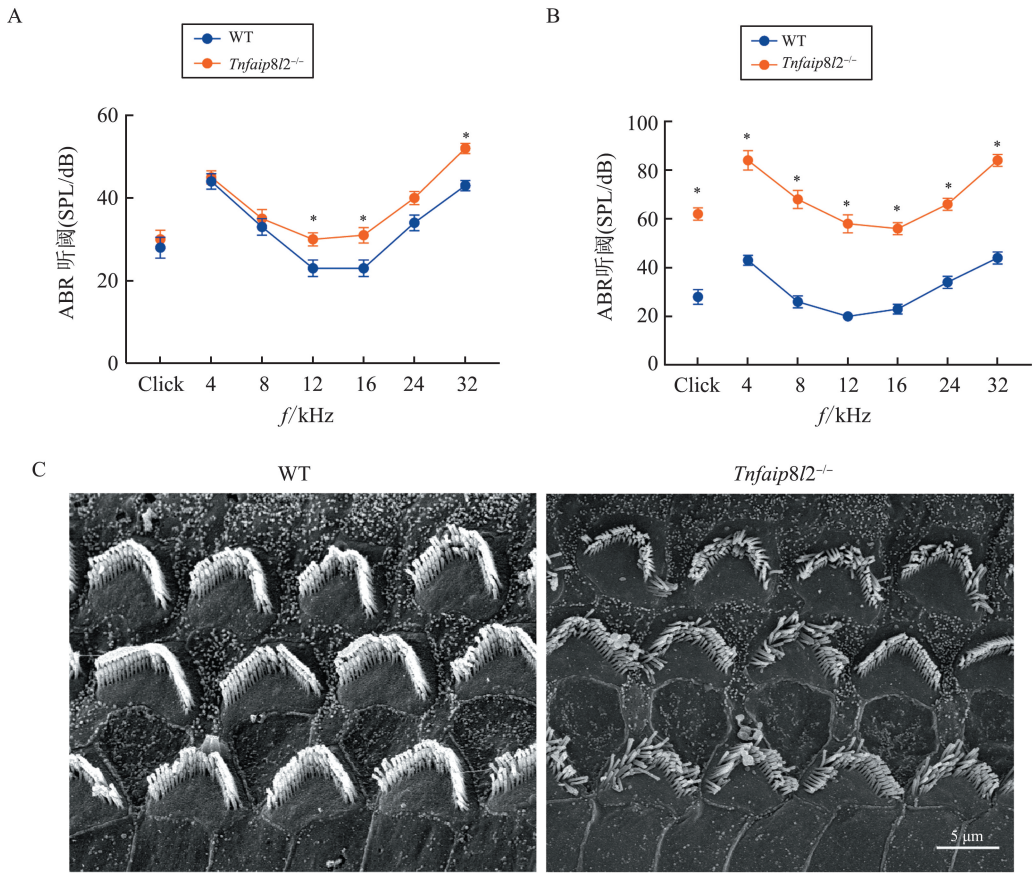 A
WT
Tnfaip8l2⁻/⁻
ABR 听阈(SPL/dB)
60
40
20
0
Click 4 8 12 16 24 32
f/kHz
* * *
B
WT
Tnfaip8l2⁻/⁻
ABR听阈(SPL/dB)
100
80
60
40
20
0
Click 4 8 12 16 24 32
f/kHz
* * * * * * *
C
WT
Tnfaip8l2⁻/⁻
5 μm